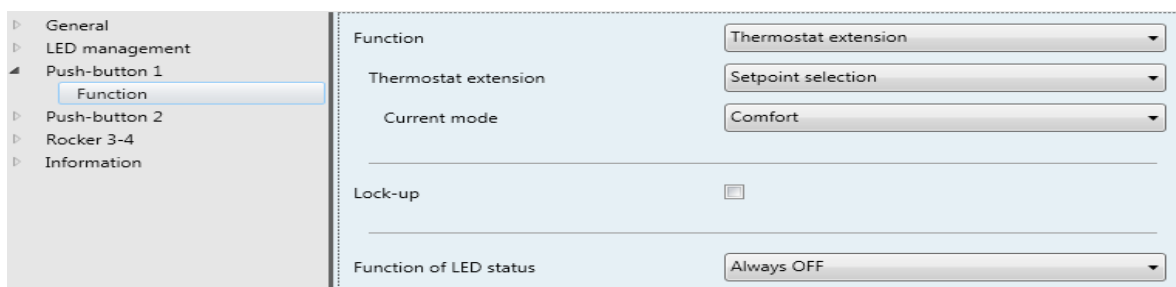 General
LED management
Push-button 1
Function
Push-button 2
Rocker 3-4
Information
Function Thermostat extension
Thermostat extension Setpoint selection
Current mode Comfort
Lock-up
Function of LED status Always OFF